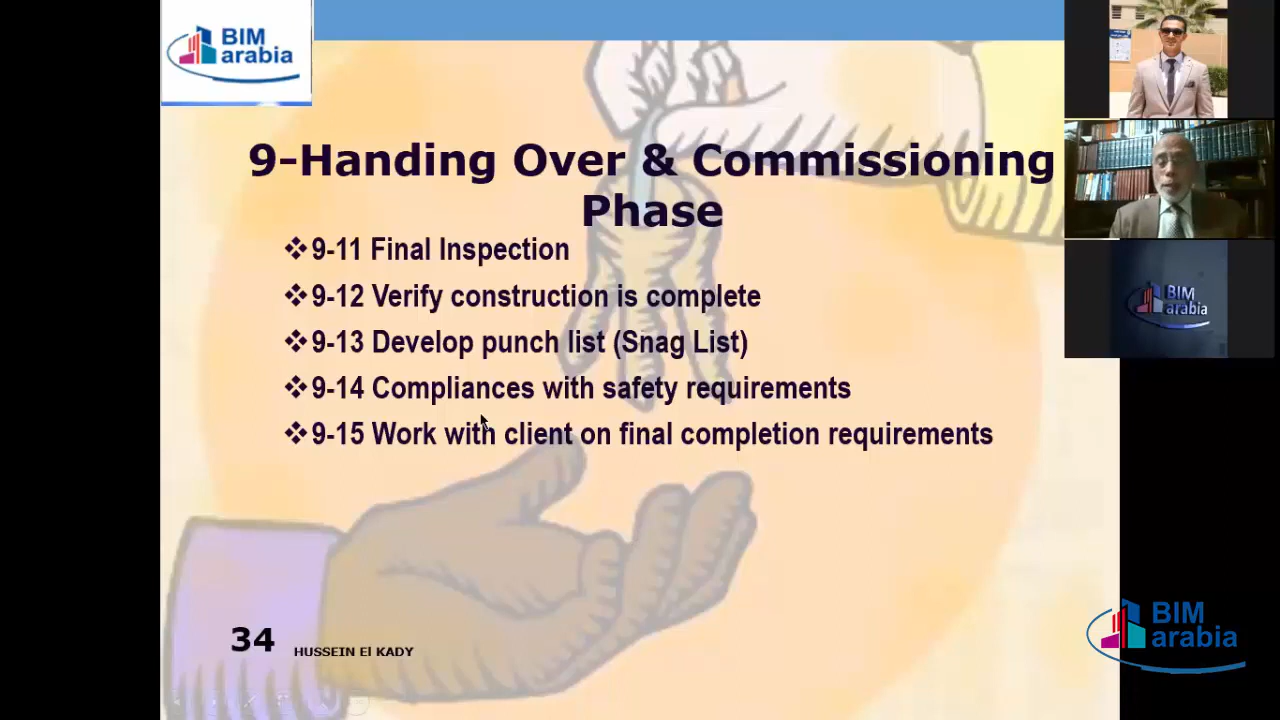 BIM
arabia
9-Handing Over & Commissioning
Phase
9-11 Final Inspection
9-12 Verify construction is complete
9-13 Develop punch list (Snag List)
9-14 Compliances with safety requirements
9-15 Work with client on final completion requirements
34
HUSSEIN El KADY
BIM
arabia
BIM
arabia